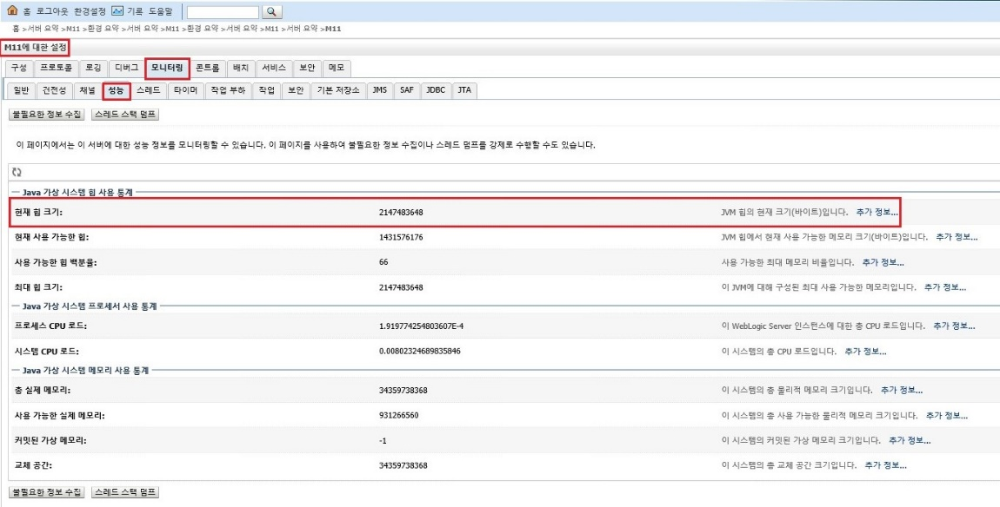 홈 로그아웃 환경설정 기록 도움말
홈 >서버 요약 >M11 >환경 요약 >서버 요약 >M11 >환경 요약 >서버 요약 >M11 >서버 요약 >M11
M11에 대한 설정
구성 프로토콜 로깅 디버그 모니터링 콘트롤 배치 서비스 보안 메모
일반 건전성 채널 성능 스레드 타이머 작업 부하 작업 보안 기본 저장소 JMS SAF JDBC JTA
불필요한 정보 수집 스레드 스택 덤프
이 페이지에서는 이 서버에 대한 성능 정보를 모니터링할 수 있습니다. 이 페이지를 사용하여 불필요한 정보 수집이나 스레드 덤프를 강제로 수행할 수도 있습니다.
Java 가상 시스템 힙 사용 통계
현재 힙 크기: 2147483648 JVM 힙의 현재 크기(바이트)입니다. 추가 정보...
현재 사용 가능한 힙: 1431576176 JVM 힙에서 현재 사용 가능한 메모리 크기(바이트)입니다. 추가 정보...
사용 가능한 힙 백분율: 66 사용 가능한 최대 메모리 비율입니다. 추가 정보...
최대 힙 크기: 2147483648 이 JVM에 대해 구성된 최대 사용 가능한 메모리입니다. 추가 정보...
Java 가상 시스템 프로세서 사용 통계
프로세스 CPU 로드: 1.919774254803607E-4 이 WebLogic Server 인스턴스에 대한 총 CPU 로드입니다. 추가 정보...
시스템 CPU 로드: 0.00802324689835846 이 시스템의 총 CPU 로드입니다. 추가 정보...
Java 가상 시스템 메모리 사용 통계
총 실제 메모리: 34359738368 이 시스템의 총 물리적 메모리 크기입니다. 추가 정보...
사용 가능한 실제 메모리: 931266560 이 시스템의 총 사용 가능한 물리적 메모리 크기입니다. 추가 정보...
커밋된 가상 메모리: -1 이 시스템의 커밋된 가상 메모리 크기입니다. 추가 정보...
교체 공간: 34359738368 이 시스템의 총 교체 공간 크기입니다. 추가 정보...
불필요한 정보 수집 스레드 스택 덤프